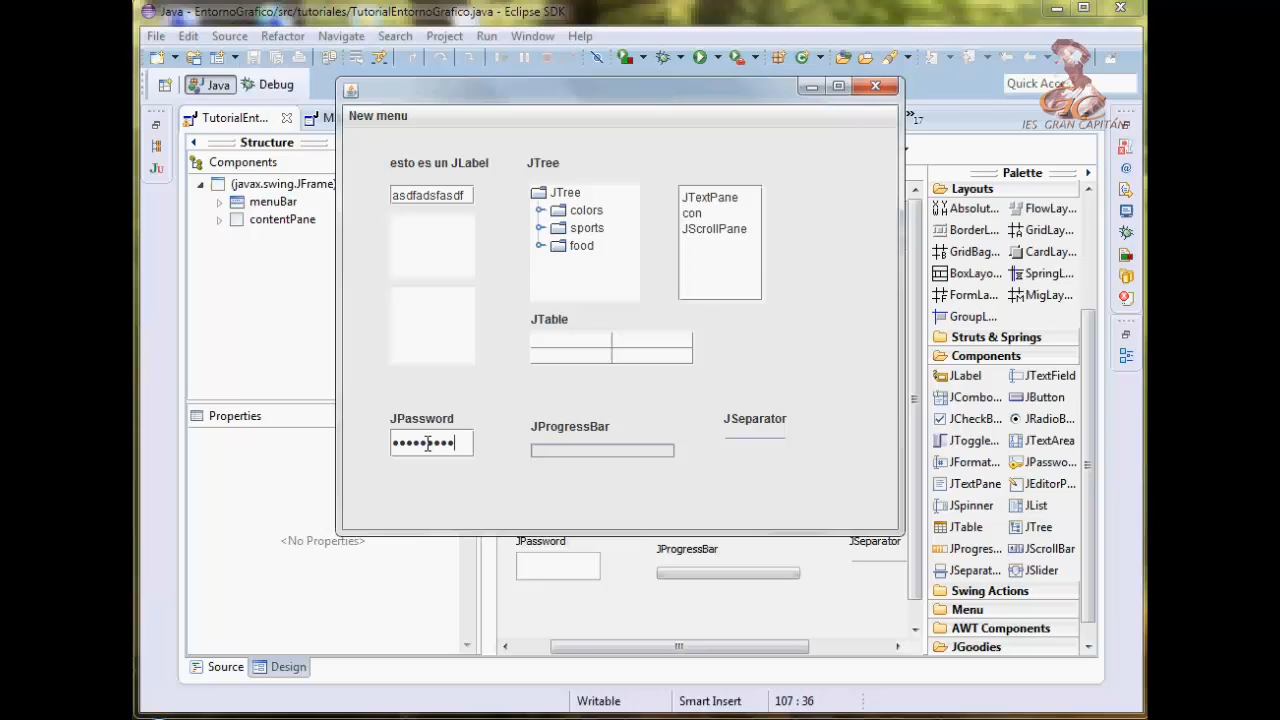 Java - EntornoGrafico/src/tutoriales/TutorialEntornoGrafico.java - Eclipse SDK
File Edit Source Refactor Navigate Search Project Run Window Help
Java Debug
Quick Acc
IES GRAN CAPITÁN
TutorialEnt...
17
Structure
Components
(javax.swing.JFrame)
menuBar
contentPane
Properties
<No Properties>
New menu
esto es un JLabel
asdfadsfasdf
JTree
JTree
colors
sports
food
JTextPane
con
JScrollPane
JTable
JPassword
JProgressBar
JSeparator
JPassword
JProgressBar
JSeparator
Palette
Layouts
Absolut... FlowLay...
BorderL... GridLay...
GridBag... CardLay...
BoxLayo... SpringL...
FormLa... MigLay...
GroupL...
Struts & Springs
Components
JLabel JTextField
JCombo... JButton
JCheckB... JRadioB...
JToggle... JTextArea
JFormat... JPasswo...
JTextPane JEditorP...
JSpinner JList
JTable JTree
JProgres... JScrollBar
JSeparat... JSlider
Swing Actions
Menu
AWT Components
JGoodies
Source Design
Writable Smart Insert 107 : 36